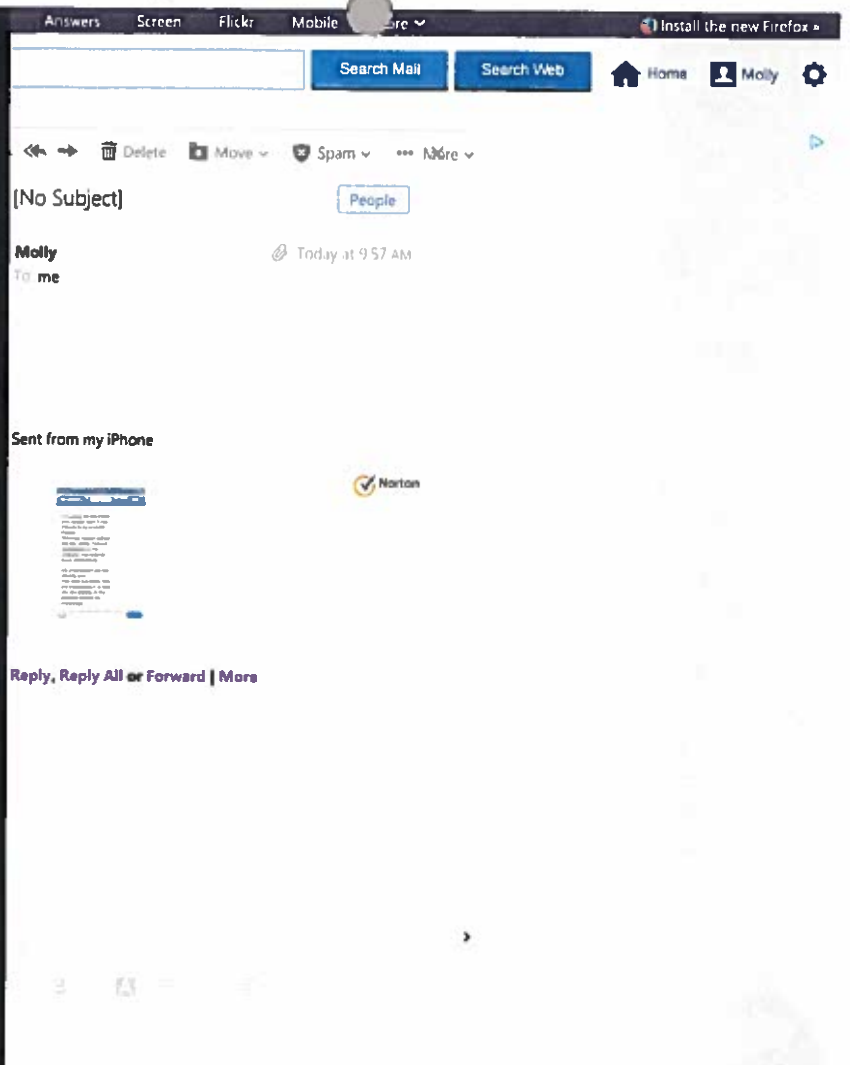 Answers Screen Flickr Mobile Install the new Firefox »
Search Mail Search Web Home Molly
Delete Move Spam More
[No Subject] People
Molly Today at 9:57 AM
To me
Sent from my iPhone
Norton
Reply, Reply All or Forward | More